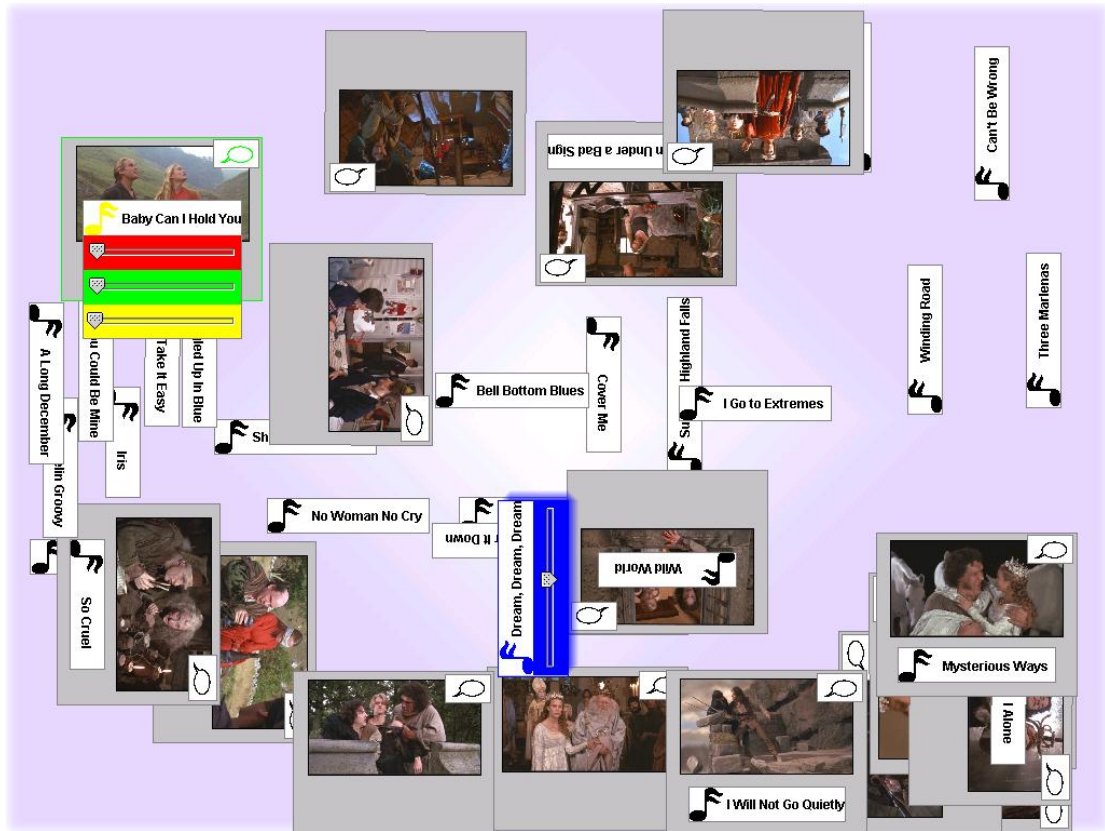 Can't Be Wrong
n Under a Bad Sign
Baby Can I Hold You
Winding Road
Three Marlenas
A Long December
u Could Be Mine
Take It Easy
gled Up In Blue
Iris
Sh
Bell Bottom Blues
Cover Me
Su
Highland Falls
I Go to Extremes
lin Groovy
No Woman No Cry
r It Down
Dream, Dream, Dream
Wild World
So Cruel
Mysterious Ways
I Alone
I Will Not Go Quietly